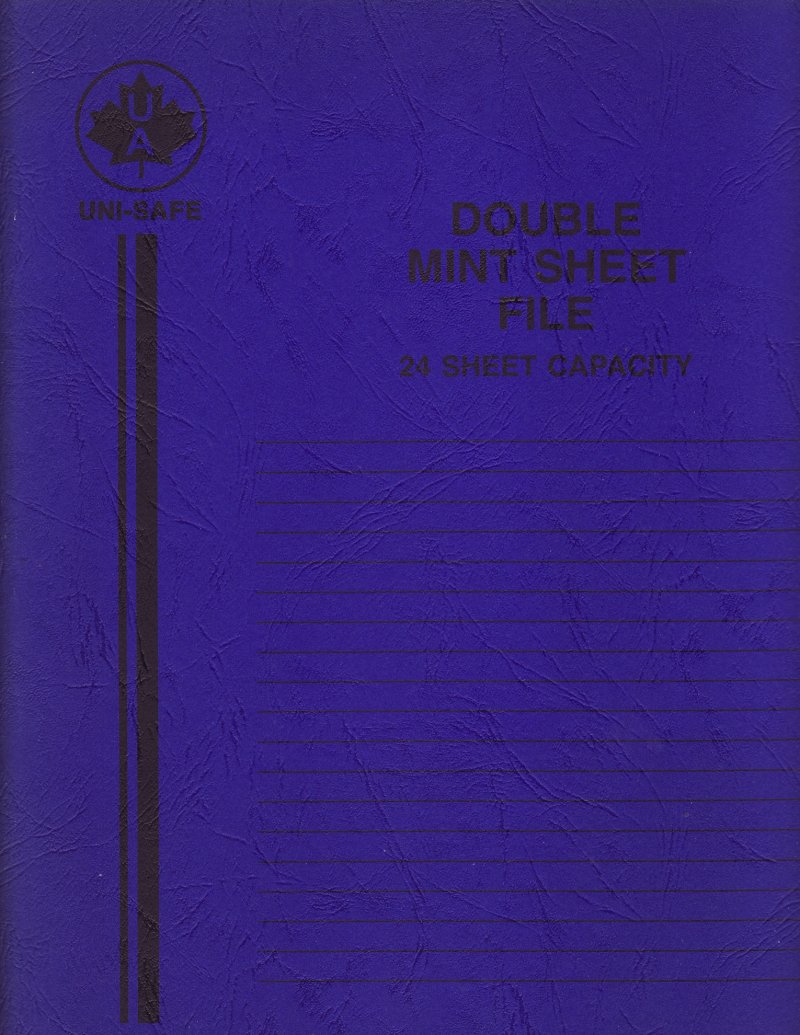 U
A
UNI-SAFE
DOUBLE
MINT SHEET
FILE
24 SHEET CAPACITY